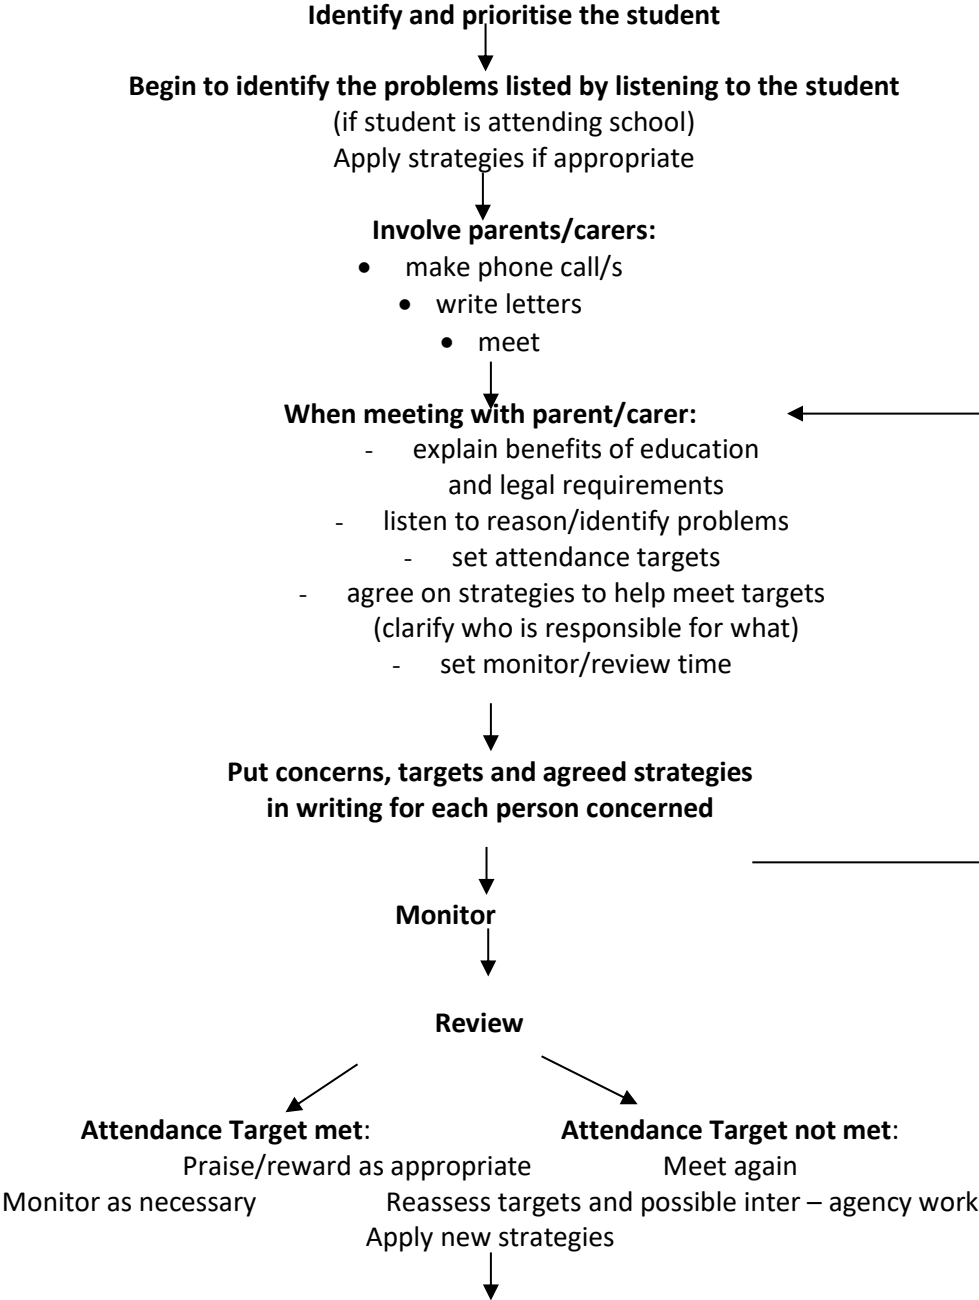 Identify and prioritise the student
Begin to identify the problems listed by listening to the student
(if student is attending school)
Apply strategies if appropriate
Involve parents/carers:
• make phone call/s
• write letters
• meet
When meeting with parent/carer:
- explain benefits of education
and legal requirements
- listen to reason/identify problems
- set attendance targets
- agree on strategies to help meet targets
(clarify who is responsible for what)
- set monitor/review time
Put concerns, targets and agreed strategies
in writing for each person concerned
Monitor
Review
Attendance Target met: Attendance Target not met:
Praise/reward as appropriate Meet again
Monitor as necessary Reassess targets and possible inter – agency work
Apply new strategies